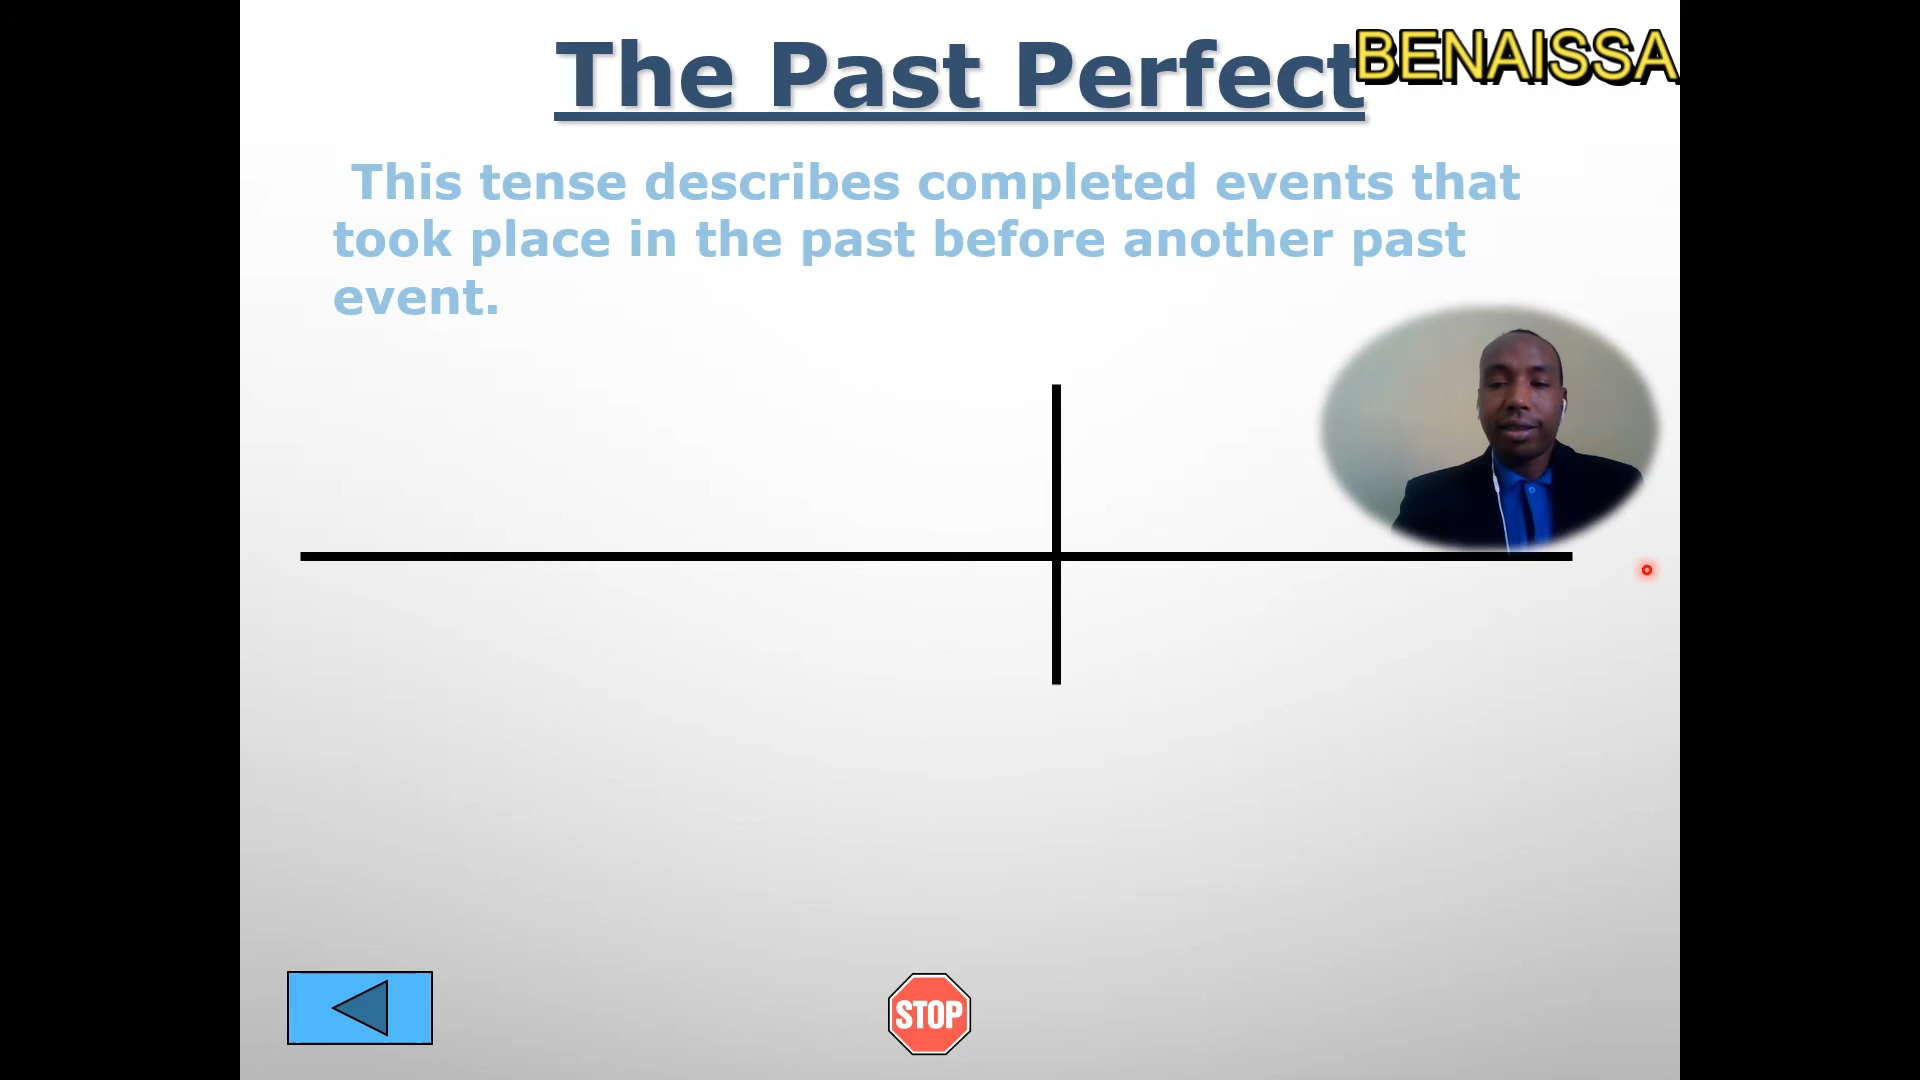 The Past Perfect
BENAISSA
This tense describes completed events that
took place in the past before another past
event.
STOP